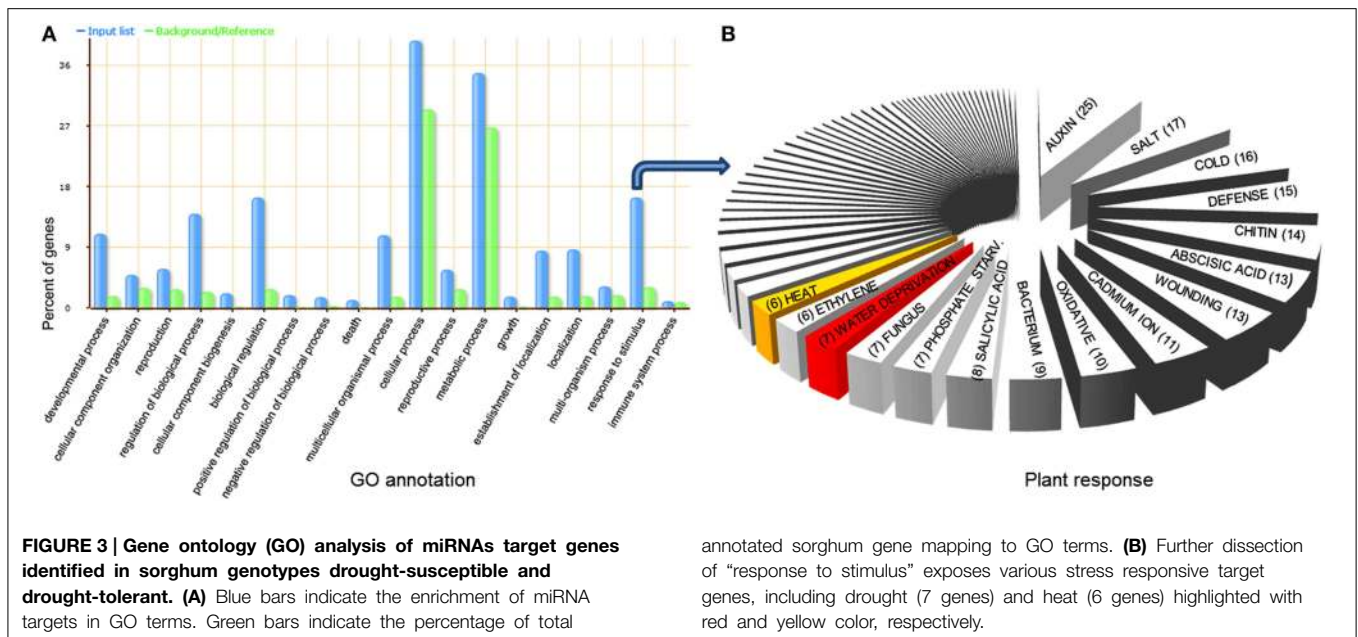 A
Input list
Background/Reference
36
27
18
9
0
Percent of genes
developmental process
cellular component organization
reproduction
regulation of biological process
cellular component biogenesis
biological regulation
positive regulation of biological process
negative regulation of biological process
death
multicellular organismal process
cellular process
reproductive process
metabolic process
growth
establishment of localization
localization
multi-organism process
response to stimulus
immune system process
GO annotation
B
AUXIN (25)
SALT (17)
COLD (16)
DEFENSE (15)
CHITIN (14)
ABSCISIC ACID (13)
WOUNDING (13)
CADMIUM ION (11)
OXIDATIVE (10)
BACTERIUM (9)
(8) SALICYLIC ACID
(7) PHOSPHATE STARV.
(7) FUNGUS
(7) WATER DEPRIVATION
(6) ETHYLENE
(6) HEAT
Plant response
FIGURE 3 | Gene ontology (GO) analysis of miRNAs target genes
identified in sorghum genotypes drought-susceptible and
drought-tolerant. (A) Blue bars indicate the enrichment of miRNA
targets in GO terms. Green bars indicate the percentage of total
annotated sorghum gene mapping to GO terms. (B) Further dissection
of “response to stimulus” exposes various stress responsive target
genes, including drought (7 genes) and heat (6 genes) highlighted with
red and yellow color, respectively.